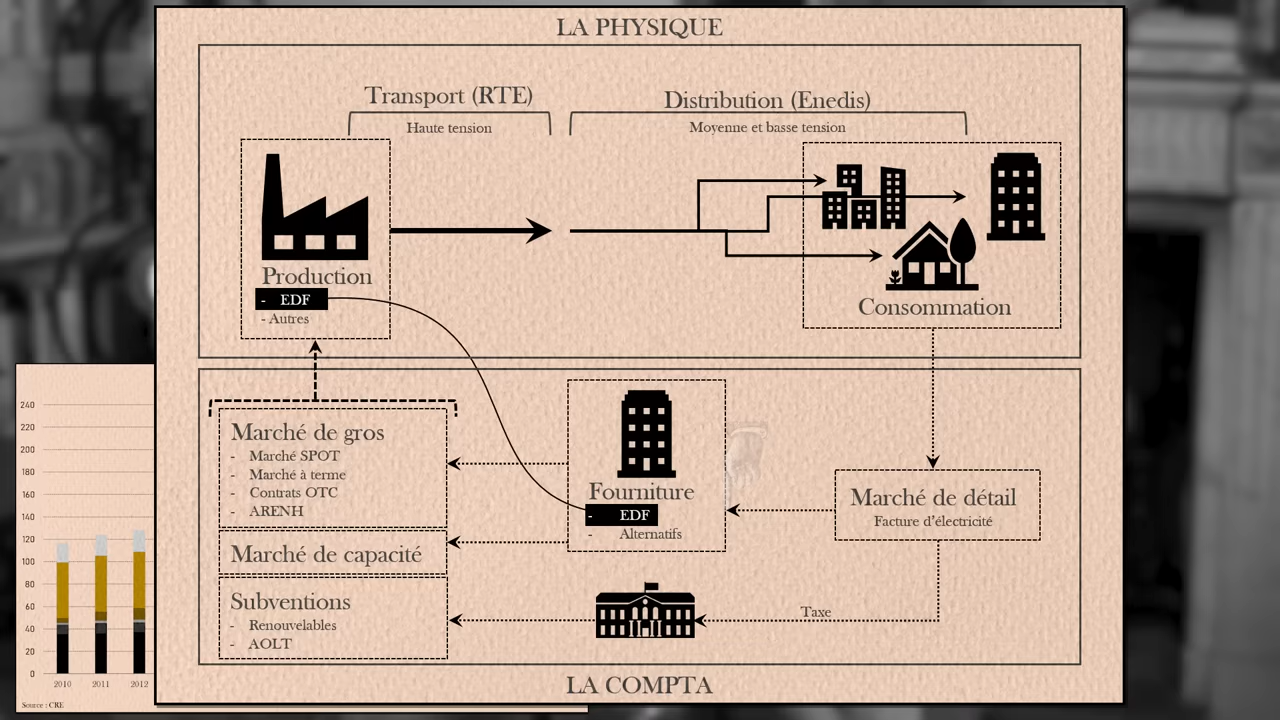 LA PHYSIQUE
Transport (RTE)
Haute tension
Distribution (Enedis)
Moyenne et basse tension
Production
- EDF
- Autres
Consommation
Marché de gros
- Marché SPOT
- Marché à terme
- Contrats OTC
- ARENH
Marché de capacité
Subventions
- Renouvelables
- AOLT
Fourniture
- EDF
- Alternatifs
Marché de détail
Facture d'électricité
Taxe
LA COMPTA
240
220
200
180
160
140
120
100
80
60
40
20
0
2010 2011 2012
Source : CRE